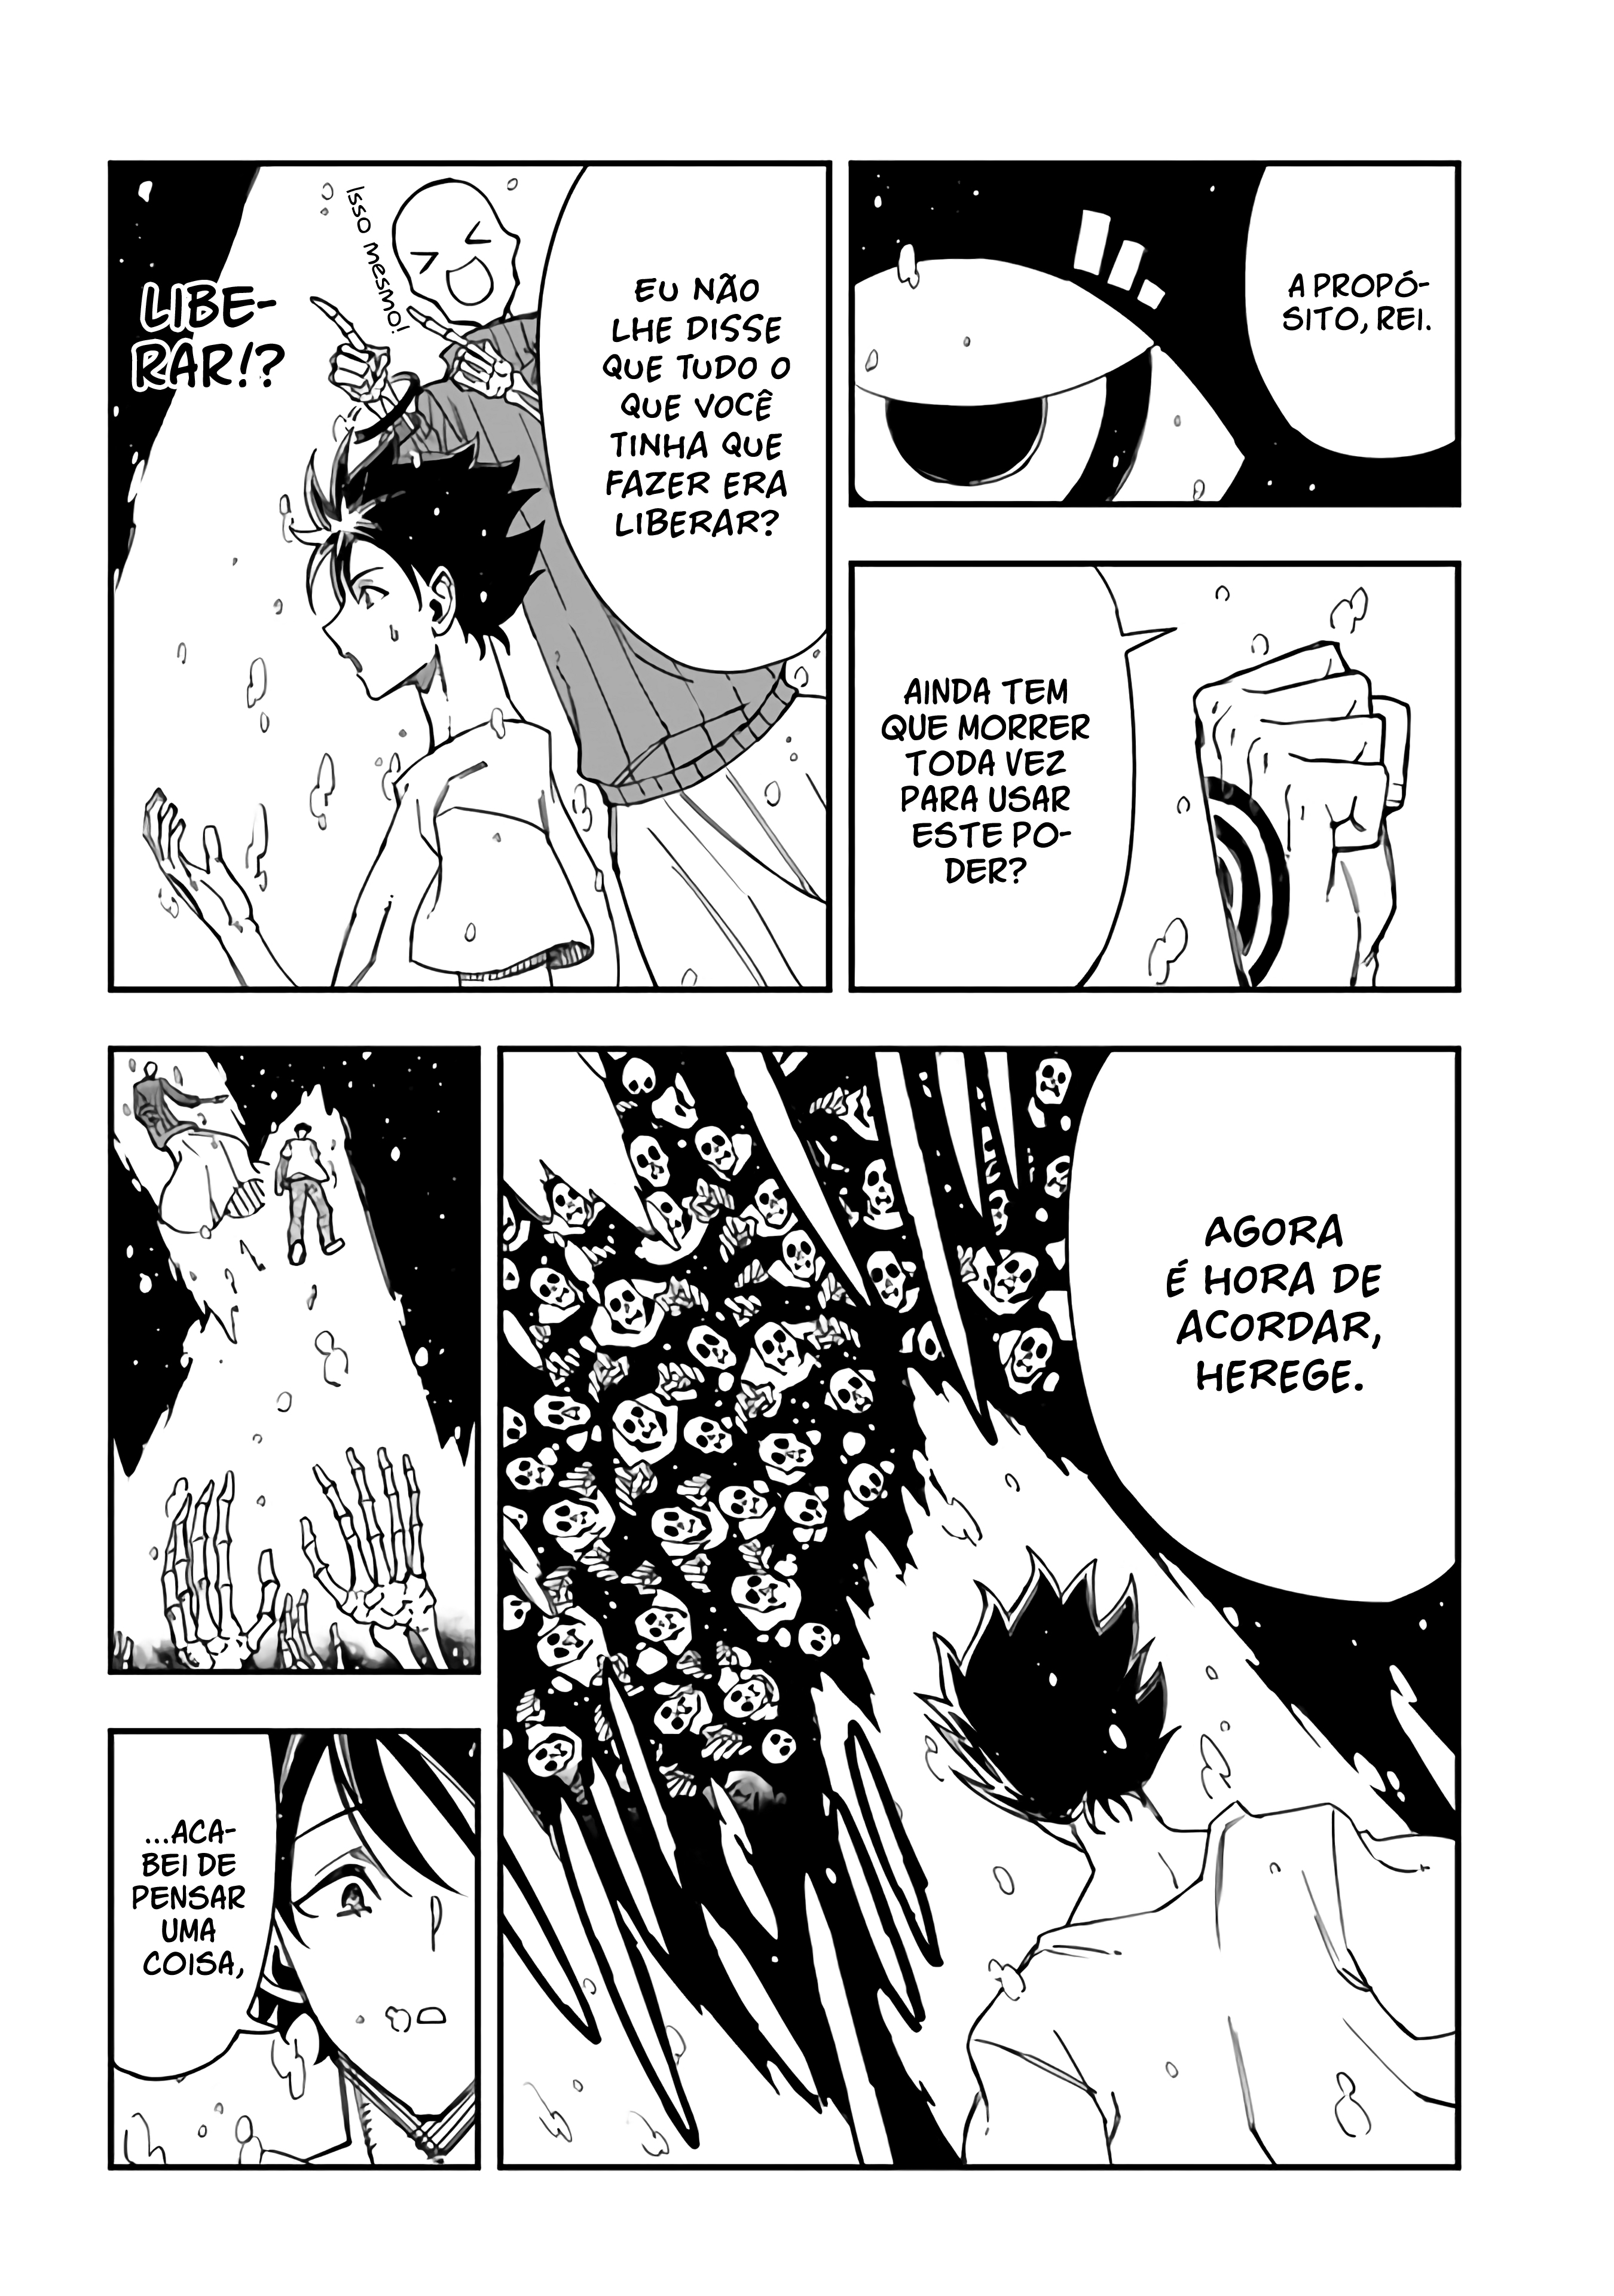 A PROPÓ-
SITO, REI.
AINDA TEM
QUE MORRER
TODA VEZ
PARA USAR
ESTE PO-
DER?
EU NÃO
LHE DISSE
QUE TUDO O
QUE VOCÊ
TINHA QUE
FAZER ERA
LIBERAR?
Isso mesmo!
LIBE-
RAR!?
AGORA
É HORA DE
ACORDAR,
HEREGE.
...ACA-
BEI DE
PENSAR
UMA
COISA,